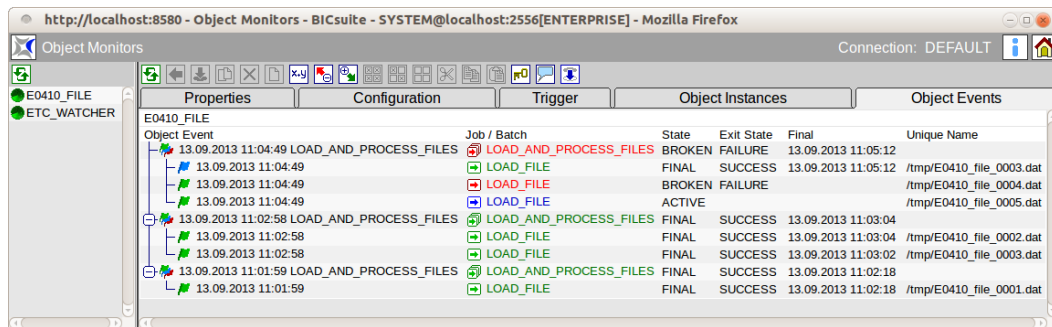 http://localhost:8580 - Object Monitors - BICsuite - SYSTEM@localhost:2556[ENTERPRISE] - Mozilla Firefox
Object Monitors Connection: DEFAULT
x.y
E0410_FILE Properties Configuration Trigger Object Instances Object Events
ETC_WATCHER E0410_FILE
Object Event Job / Batch State Exit State Final Unique Name
13.09.2013 11:04:49 LOAD_AND_PROCESS_FILES LOAD_AND_PROCESS_FILES BROKEN FAILURE 13.09.2013 11:05:12
13.09.2013 11:04:49 LOAD_FILE FINAL SUCCESS 13.09.2013 11:05:12 /tmp/E0410_file_0003.dat
13.09.2013 11:04:49 LOAD_FILE BROKEN FAILURE /tmp/E0410_file_0004.dat
13.09.2013 11:04:49 LOAD_FILE ACTIVE /tmp/E0410_file_0005.dat
13.09.2013 11:02:58 LOAD_AND_PROCESS_FILES LOAD_AND_PROCESS_FILES FINAL SUCCESS 13.09.2013 11:03:04
13.09.2013 11:02:58 LOAD_FILE FINAL SUCCESS 13.09.2013 11:03:04 /tmp/E0410_file_0002.dat
13.09.2013 11:02:58 LOAD_FILE FINAL SUCCESS 13.09.2013 11:03:02 /tmp/E0410_file_0003.dat
13.09.2013 11:01:59 LOAD_AND_PROCESS_FILES LOAD_AND_PROCESS_FILES FINAL SUCCESS 13.09.2013 11:02:18
13.09.2013 11:01:59 LOAD_FILE FINAL SUCCESS 13.09.2013 11:02:18 /tmp/E0410_file_0001.dat